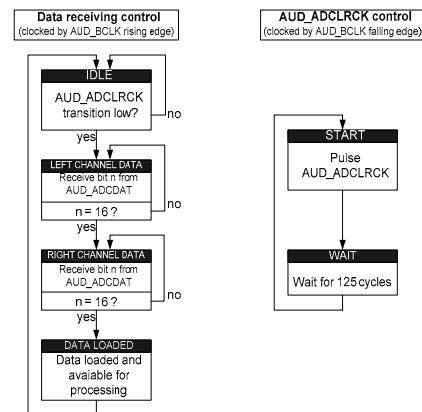 Data receiving control
(clocked by AUD_BCLK rising edge)
IDLE
AUD_ADCLRCK
transition low?
no
yes
LEFT CHANNEL DATA
Receive bit n from
AUD_ADCDAT
n = 16 ?
no
yes
RIGHT CHANNEL DATA
Receive bit n from
AUD_ADCDAT
n = 16 ?
no
yes
DATA LOADED
Data loaded and
avaiable for
processing
AUD_ADCLRCK control
(clocked by AUD_BCLK falling edge)
START
Pulse
AUD_ADCLRCK
WAIT
Wait for 125 cycles